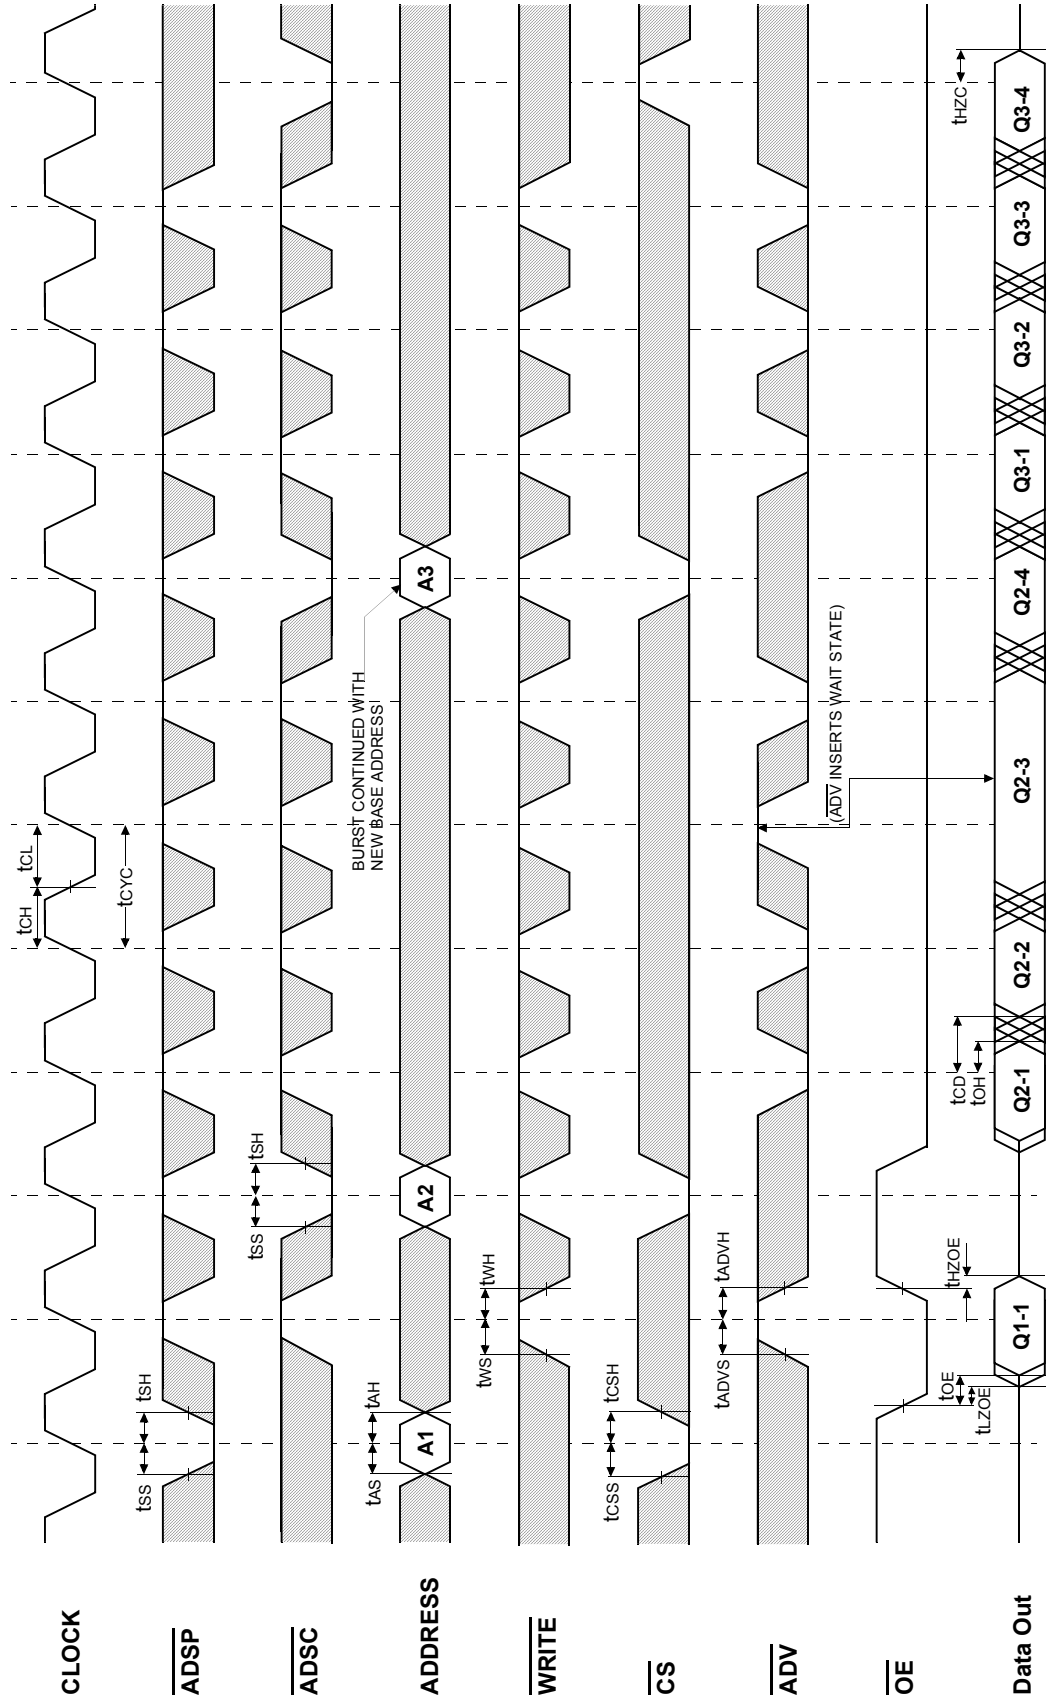 tCH tCL
CLOCK
tCYC
tSS tSH
ADSP
tSS tSH
ADSC
BURST CONTINUED WITH
NEW BASE ADDRESS
tAS tAH
ADDRESS A1 A2 A3
tWS tWH
WRITE
tCSS tCSH
CS
tADVS tADVH
ADV
(ADV INSERTS WAIT STATE)
OE
tOE tHZOE tCD tHZC
tLZOE tOH
Data Out Q1-1 Q2-1 Q2-2 Q2-3 Q2-4 Q3-1 Q3-2 Q3-3 Q3-4